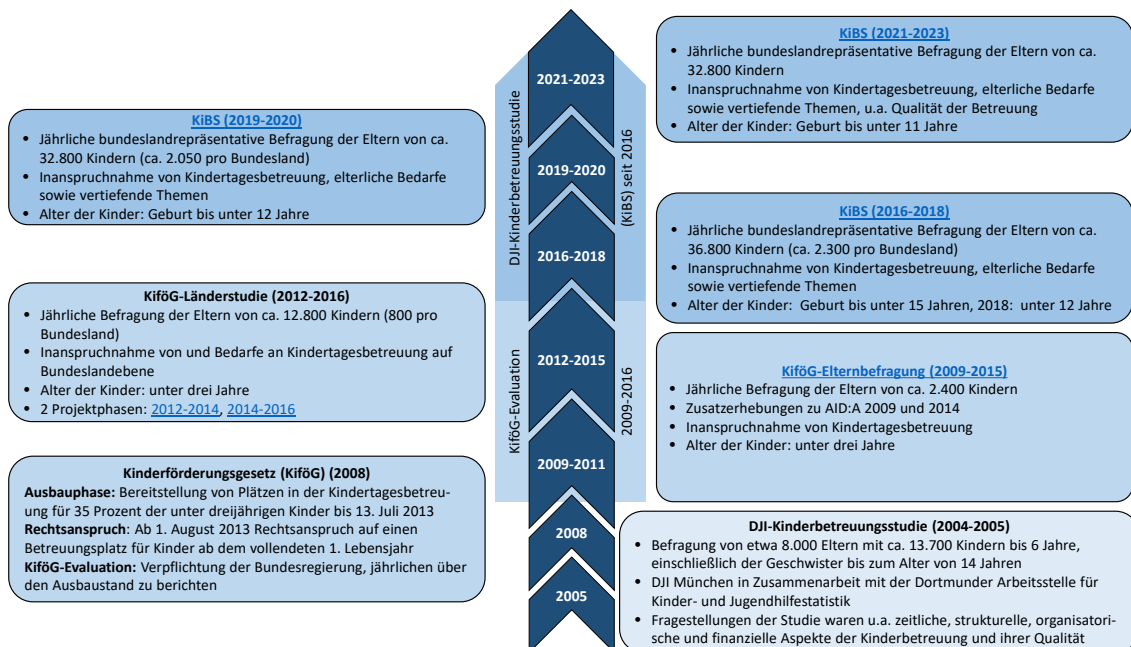 KiBS (2021-2023)
• Jährliche bundeslandrepräsentative Befragung der Eltern von ca.
32.800 Kindern
• Inanspruchnahme von Kindertagesbetreuung, elterliche Bedarfe
sowie vertiefende Themen, u.a. Qualität der Betreuung
• Alter der Kinder: Geburt bis unter 11 Jahre
KiBS (2019-2020)
• Jährliche bundeslandrepräsentative Befragung der Eltern von ca.
32.800 Kindern (ca. 2.050 pro Bundesland)
• Inanspruchnahme von Kindertagesbetreuung, elterliche Bedarfe
sowie vertiefende Themen
• Alter der Kinder: Geburt bis unter 12 Jahre
KiBS (2016-2018)
• Jährliche bundeslandrepräsentative Befragung der Eltern von ca.
36.800 Kindern (ca. 2.300 pro Bundesland)
• Inanspruchnahme von Kindertagesbetreuung, elterliche Bedarfe
sowie vertiefende Themen
• Alter der Kinder: Geburt bis unter 15 Jahren, 2018: unter 12 Jahre
KiföG-Länderstudie (2012-2016)
• Jährliche Befragung der Eltern von ca. 12.800 Kindern (800 pro
Bundesland)
• Inanspruchnahme von und Bedarfe an Kindertagesbetreuung auf
Bundeslandebene
• Alter der Kinder: unter drei Jahre
• 2 Projektphasen: 2012-2014, 2014-2016
KiföG-Elternbefragung (2009-2015)
• Jährliche Befragung der Eltern von ca. 2.400 Kindern
• Zusatzerhebungen zu AID:A 2009 und 2014
• Inanspruchnahme von Kindertagesbetreuung
• Alter der Kinder: unter drei Jahre
Kinderförderungsgesetz (KiföG) (2008)
Ausbauphase: Bereitstellung von Plätzen in der Kindertagesbetreu-
ung für 35 Prozent der unter dreijährigen Kinder bis 13. Juli 2013
Rechtsanspruch: Ab 1. August 2013 Rechtsanspruch auf einen
Betreuungsplatz für Kinder ab dem vollendeten 1. Lebensjahr
KiföG-Evaluation: Verpflichtung der Bundesregierung, jährlichen über
den Ausbaustand zu berichten
DJI-Kinderbetreuungsstudie (2004-2005)
• Befragung von etwa 8.000 Eltern mit ca. 13.700 Kindern bis 6 Jahre,
einschließlich der Geschwister bis zum Alter von 14 Jahren
• DJI München in Zusammenarbeit mit der Dortmunder Arbeitsstelle für
Kinder- und Jugendhilfestatistik
• Fragestellungen der Studie waren u.a. zeitliche, strukturelle, organisatori-
sche und finanzielle Aspekte der Kinderbetreuung und ihrer Qualität
2021-2023
2019-2020
2016-2018
2012-2015
2009-2011
2008
2005
DJI-Kinderbetreuungsstudie
(KiBS) seit 2016
KiföG-Evaluation
2009-2016